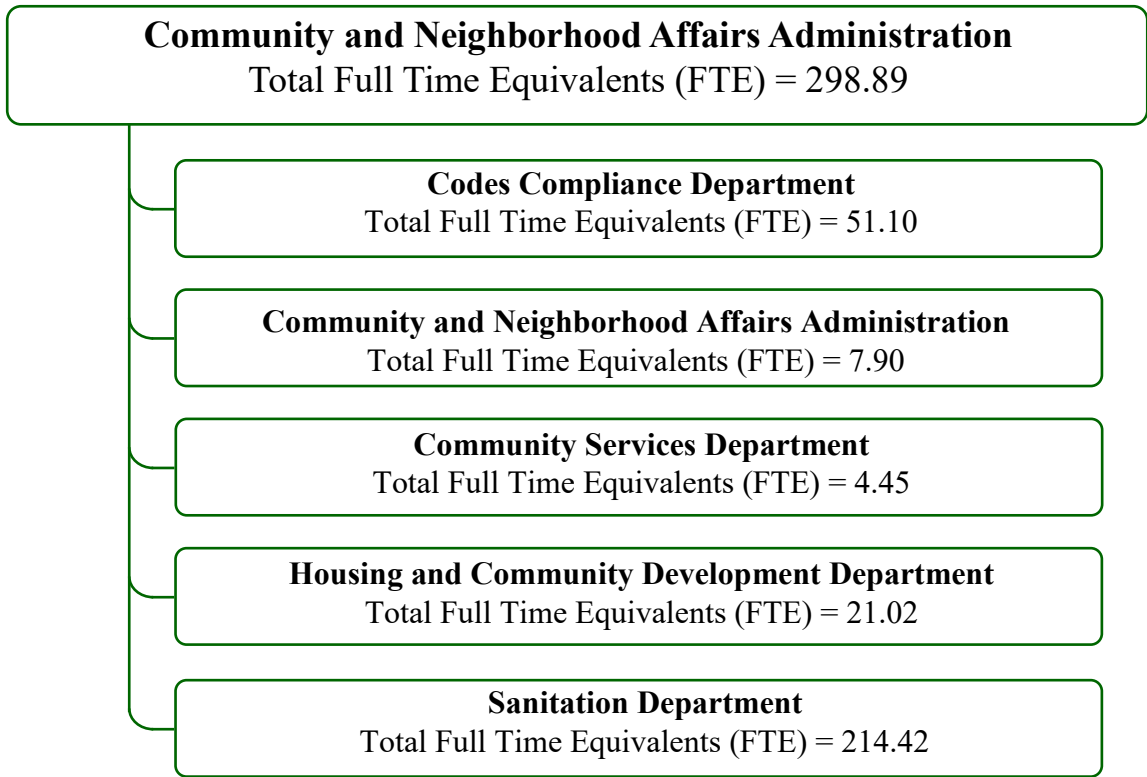 Community and Neighborhood Affairs Administration
Total Full Time Equivalents (FTE) = 298.89
Codes Compliance Department
Total Full Time Equivalents (FTE) = 51.10
Community and Neighborhood Affairs Administration
Total Full Time Equivalents (FTE) = 7.90
Community Services Department
Total Full Time Equivalents (FTE) = 4.45
Housing and Community Development Department
Total Full Time Equivalents (FTE) = 21.02
Sanitation Department
Total Full Time Equivalents (FTE) = 214.42